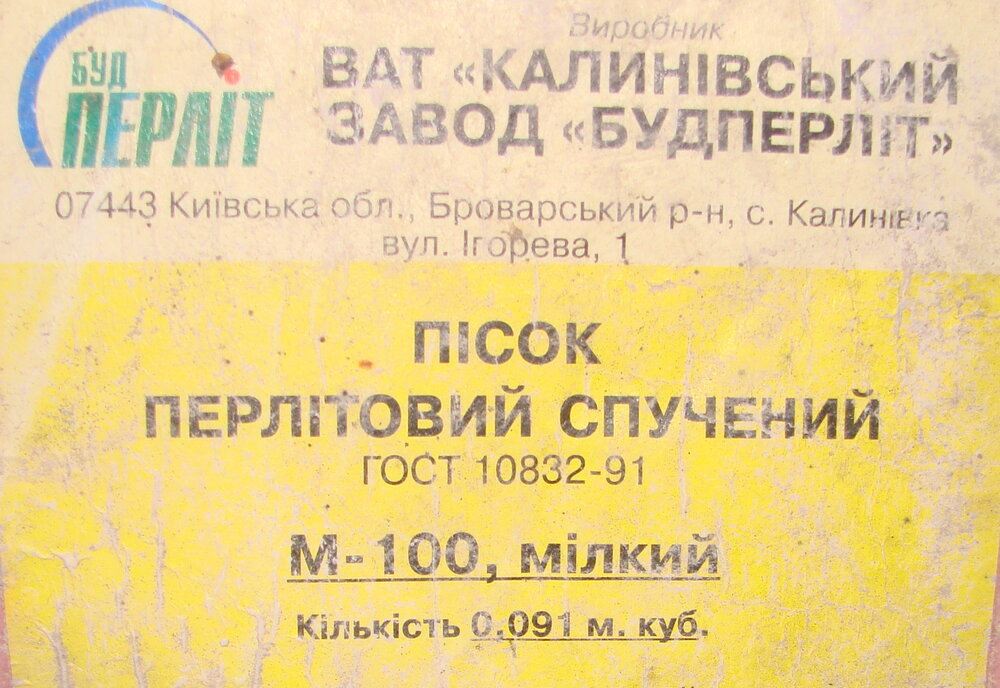 БУД
ПЕРЛІТ
Виробник
ВАТ «КАЛИНІВСЬКИЙ
ЗАВОД «БУДПЕРЛІТ»
07443 Київська обл., Броварський р-н, с. Калинівка
вул. Ігорева, 1
ПІСОК
ПЕРЛІТОВИЙ СПУЧЕНИЙ
ГОСТ 10832-91
М-100, мілкий
Кількість 0,091 м. куб.